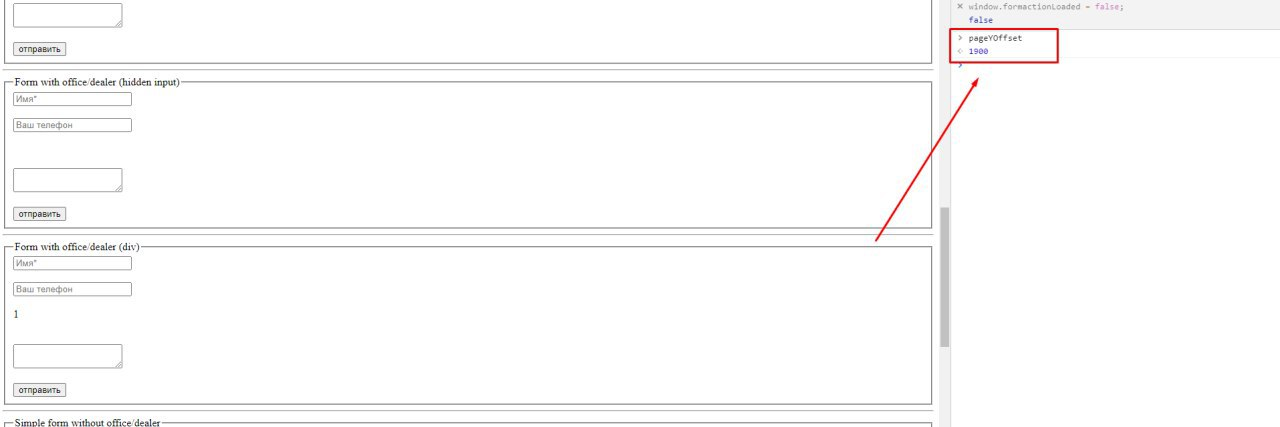 отправить
Form with office/dealer (hidden input)
Имя*
Ваш телефон
отправить
Form with office/dealer (div)
Имя*
Ваш телефон
1
отправить
Simple form without office/dealer
window.formactionLoaded = false;
false
pageYOffset
1900